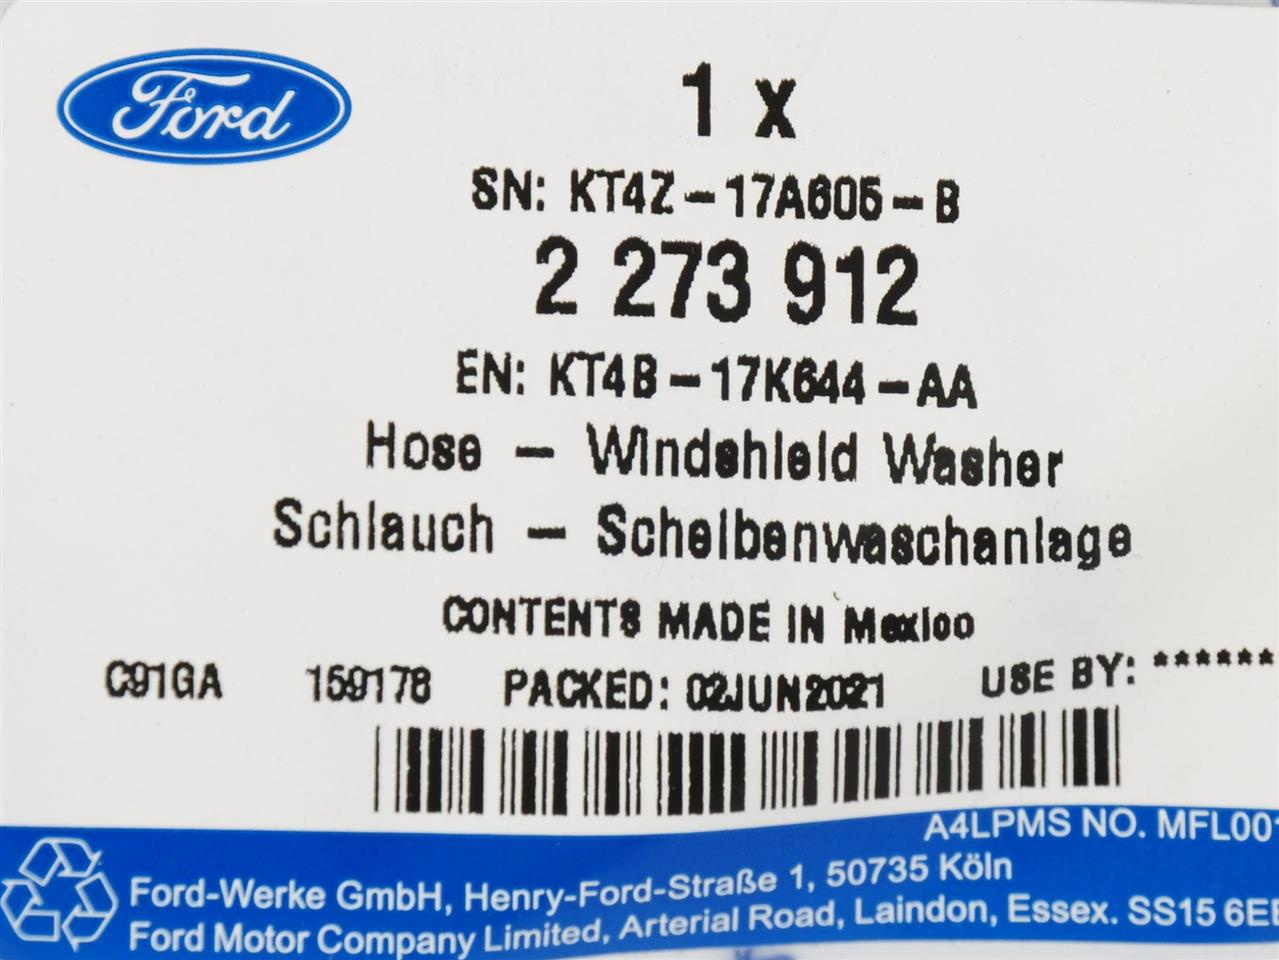 Ford
1 x
SN: KT4Z-17A605-B
2 273 912
EN: KT4B-17K644-AA
Hose - Windshield Washer
Schlauch - Scheibenwaschanlage
CONTENTS MADE IN Mexico
C91GA 159178 PACKED: 02JUN2021 USE BY: ******
A4LPMS NO. MFL001
Ford-Werke GmbH, Henry-Ford-Straße 1, 50735 Köln
Ford Motor Company Limited, Arterial Road, Laindon, Essex. SS15 6EE